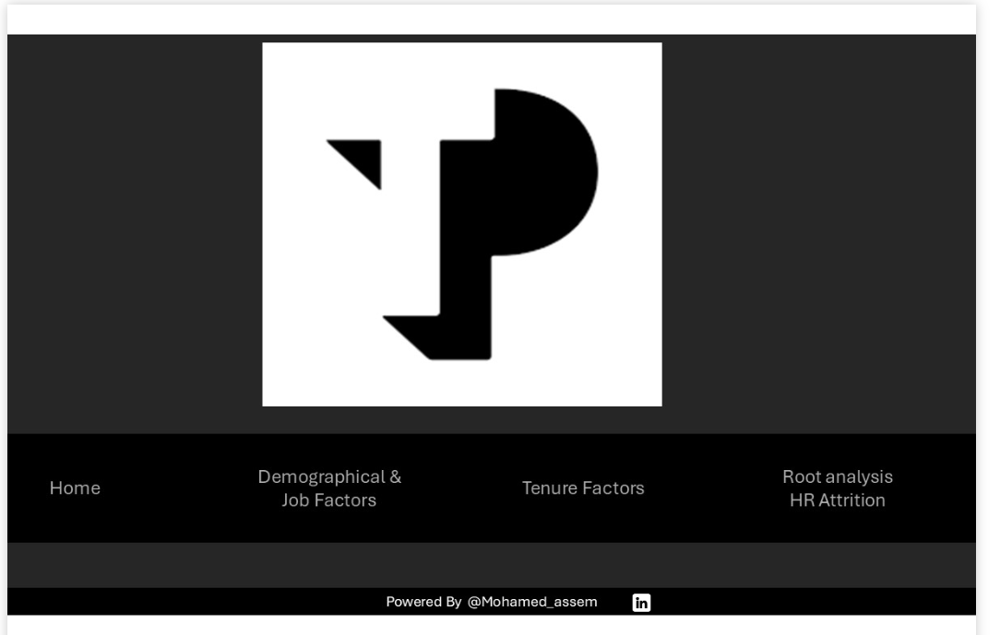 Home
Demographical &
Job Factors
Tenure Factors
Root analysis
HR Attrition
Powered By @Mohamed_assem
in